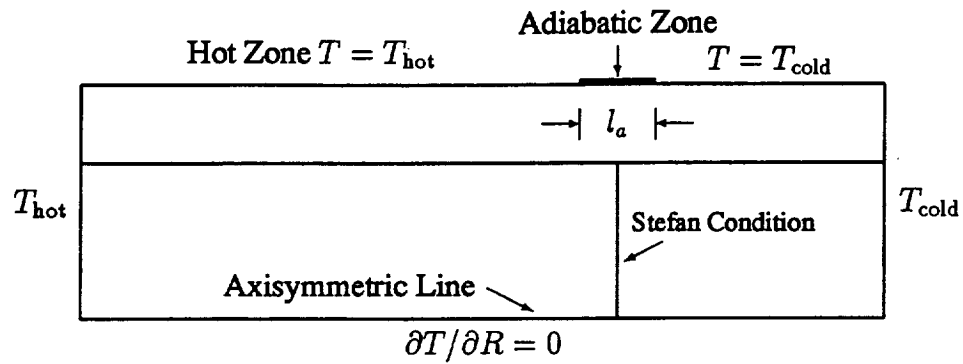 Adiabatic Zone
Hot Zone T = T_hot
T = T_cold
l_a
T_hot
T_cold
Stefan Condition
Axisymmetric Line
∂T/∂R = 0